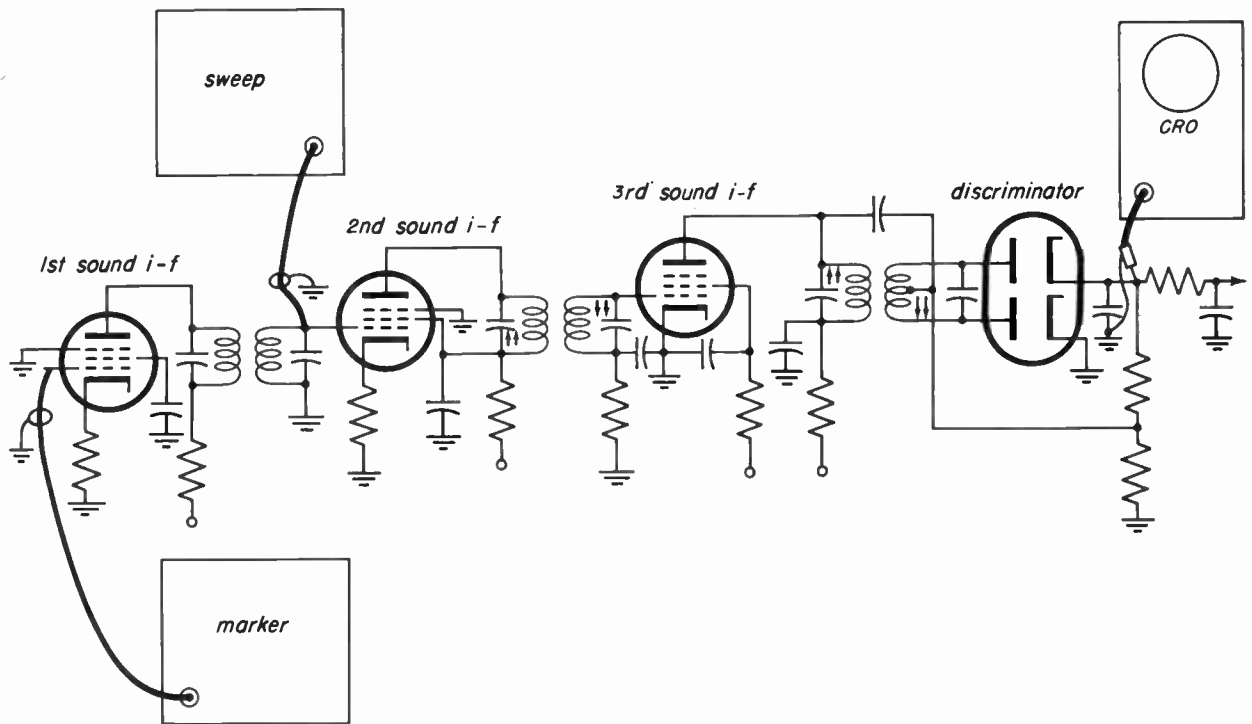 sweep
CRO
3rd sound i-f
discriminator
2nd sound i-f
1st sound i-f
marker